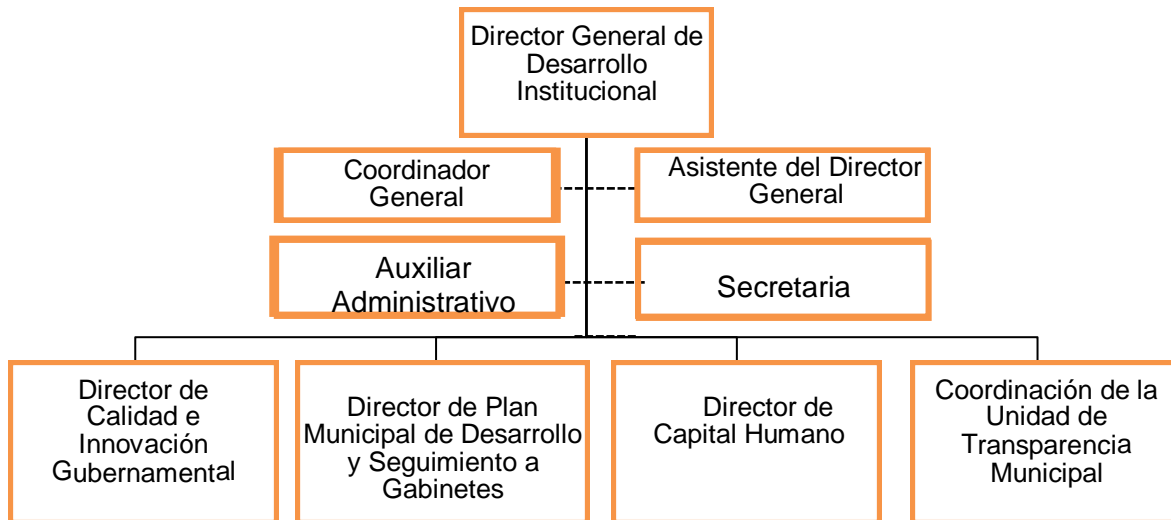 Director General de
Desarrollo
Institucional
Coordinador
General
Asistente del Director
General
Auxiliar
Administrativo
Secretaria
Director de
Calidad e
Innovación
Gubernamental
Director de Plan
Municipal de Desarrollo
y Seguimiento a
Gabinetes
Director de
Capital Humano
Coordinación de la
Unidad de
Transparencia
Municipal